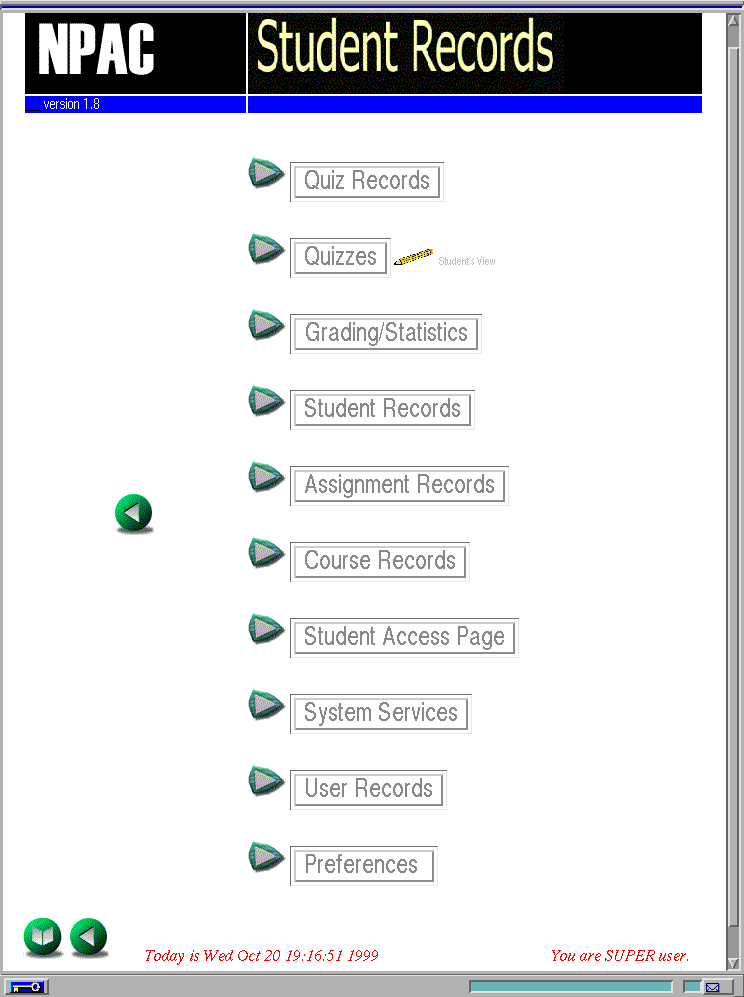 NPAC
Student Records
version 1.8
Quiz Records
Quizzes
Student's View
Grading/Statistics
Student Records
Assignment Records
Course Records
Student Access Page
System Services
User Records
Preferences
Today is Wed Oct 20 19:16:51 1999
You are SUPER user.